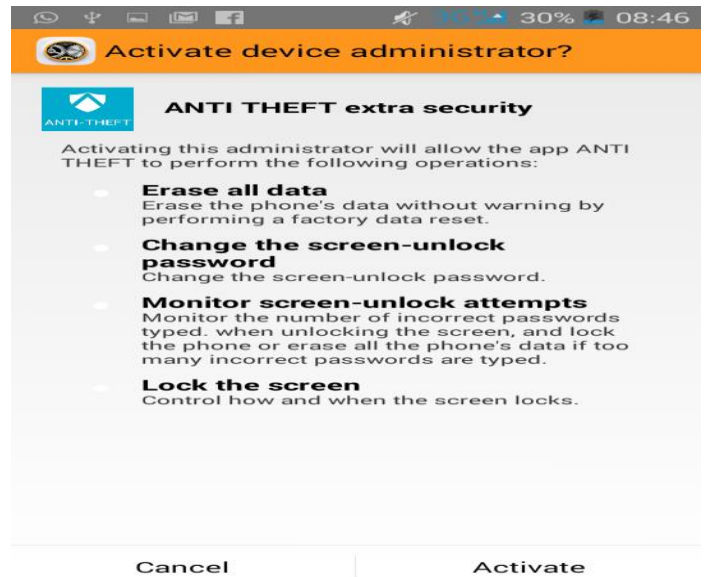 30% 08:46
Activate device administrator?
ANTI-THEFT
ANTI THEFT extra security
Activating this administrator will allow the app ANTI
THEFT to perform the following operations:
Erase all data
Erase the phone's data without warning by
performing a factory data reset.
Change the screen-unlock
password
Change the screen-unlock password.
Monitor screen-unlock attempts
Monitor the number of incorrect passwords
typed. when unlocking the screen, and lock
the phone or erase all the phone's data if too
many incorrect passwords are typed.
Lock the screen
Control how and when the screen locks.
Cancel Activate